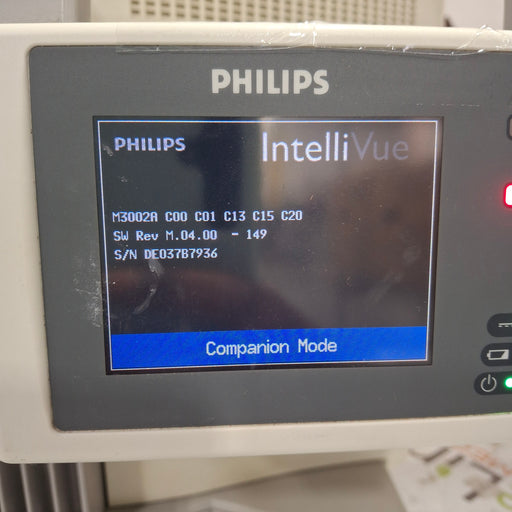 PHILIPS
PHILIPS IntelliVue
M3002A C00 C01 C13 C15 C20
SW Rev M.04.00 - 149
S/N DE037B7936
Companion Mode